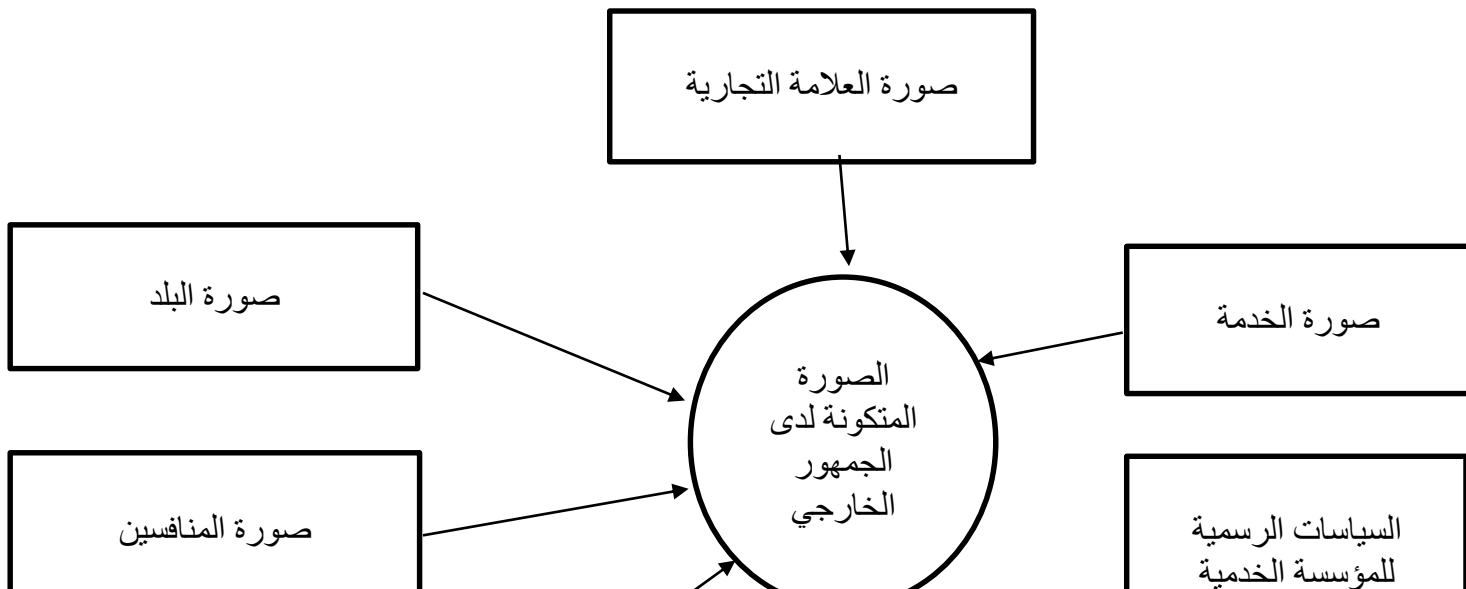 صورة العلامة التجارية
صورة البلد
صورة الخدمة
الصورة
المتكونة لدى
الجمهور
الخارجي
صورة المنافسين
السياسات الرسمية
للمؤسسة الخدمية